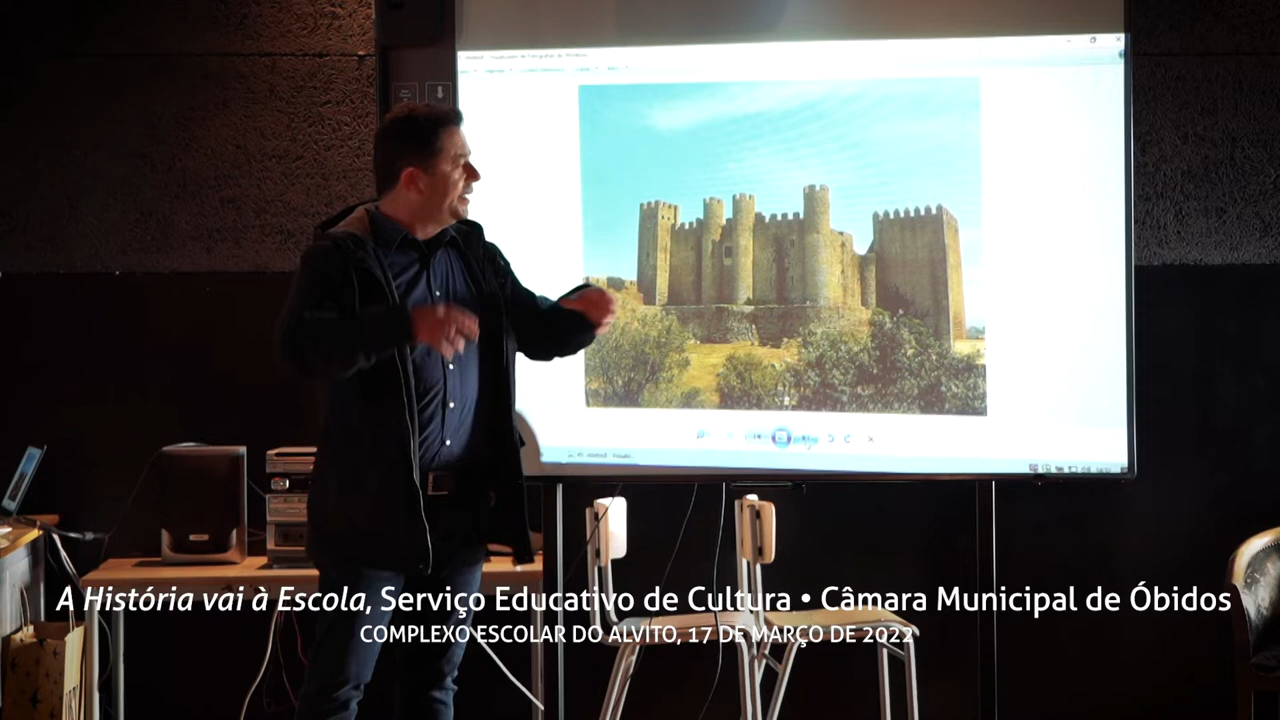 A História vai à Escola, Serviço Educativo de Cultura • Câmara Municipal de Óbidos
COMPLEXO ESCOLAR DO ALVITO, 17 DE MARÇO DE 2022